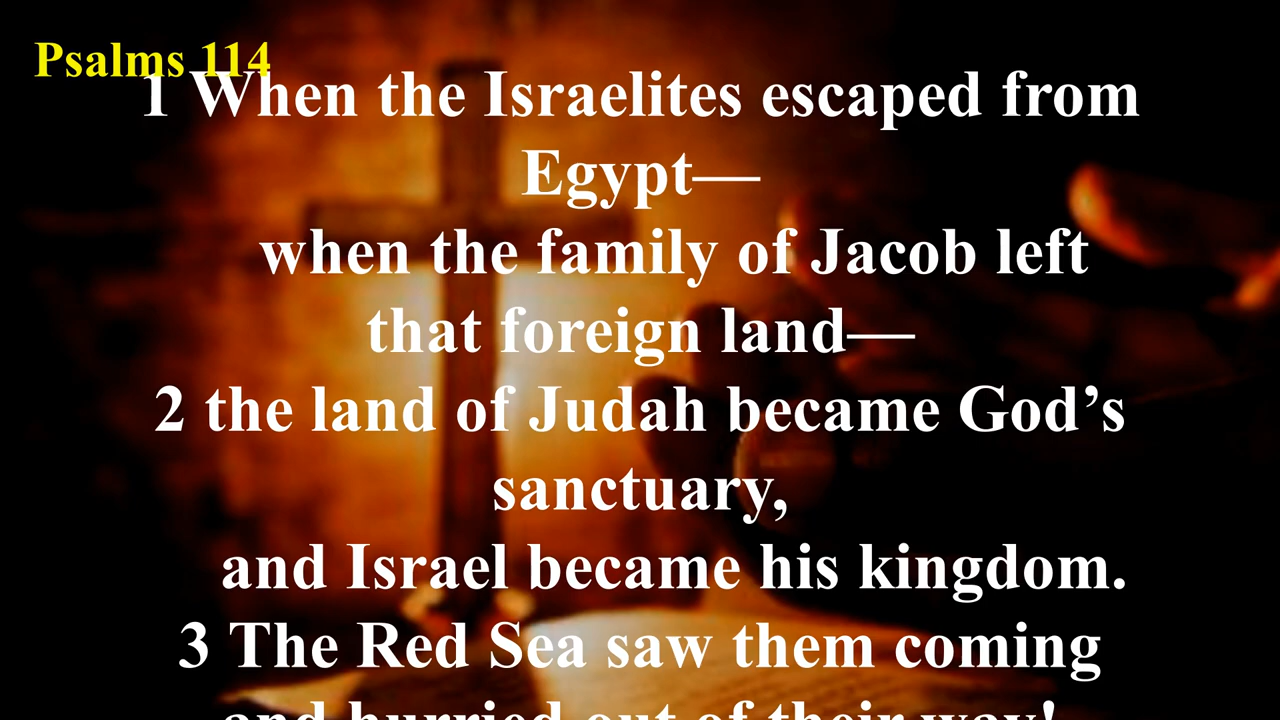 Psalms 114
1 When the Israelites escaped from
Egypt—
when the family of Jacob left
that foreign land—
2 the land of Judah became God’s
sanctuary,
and Israel became his kingdom.
3 The Red Sea saw them coming
and hurried out of their way!